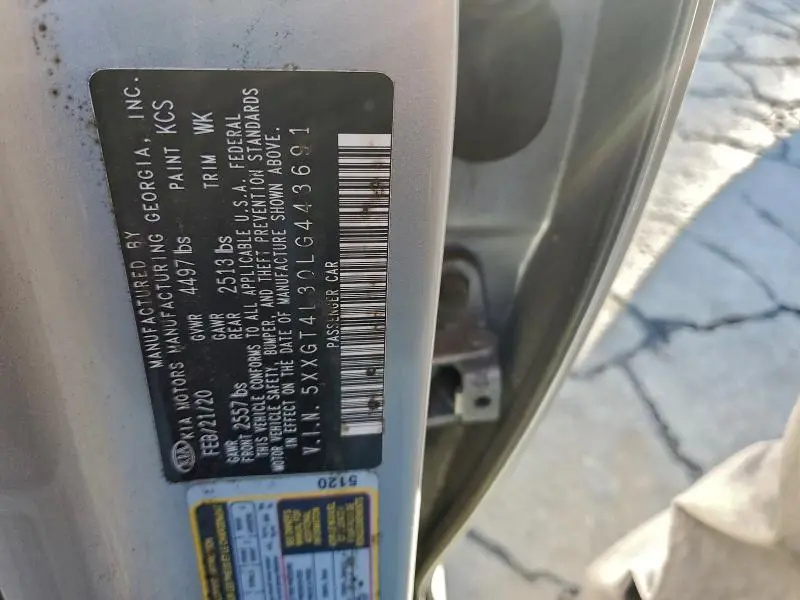 MANUFACTURED BY
KIA MOTORS MANUFACTURING GEORGIA, INC.
FEB/21/20 GVWR 4497 lbs PAINT KCS
GAWR FRONT 2557 lbs GAWR REAR 2513 lbs TRIM WK
THIS VEHICLE CONFORMS TO ALL APPLICABLE U.S.A. FEDERAL
MOTOR VEHICLE SAFETY, BUMPER, AND THEFT PREVENTION STANDARDS
IN EFFECT ON THE DATE OF MANUFACTURE SHOWN ABOVE.
V.I.N. 5XXGT4L30LG443691
PASSENGER CAR
5120